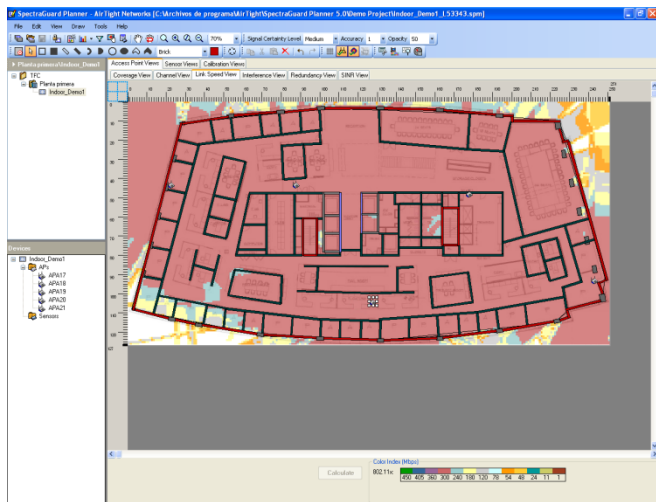 SpectraGuard Planner - AirTight Networks [C:\Archivos de programa\AirTight\SpectraGuard Planner 5.0\Demo Project\Indoor_Demo1_L53343.spm]
File Edit View Draw Tools Help
70% Signal Certainty Level Medium Accuracy 1 Opacity 50
Brick
Planta primera\Indoor_Demo1
TFC
Planta primera
Indoor_Demo1
Access Point Views Sensor Views Calibration Views
Coverage View Channel View Link Speed View Interference View Redundancy View SINR View
Devices
Indoor_Demo1
APs
APA17
APA18
APA19
APA20
APA21
Sensors
Calculate
Color Index (Mbps)
802.11n:
450 405 360 308 240 180 120 78 54 48 24 11 1